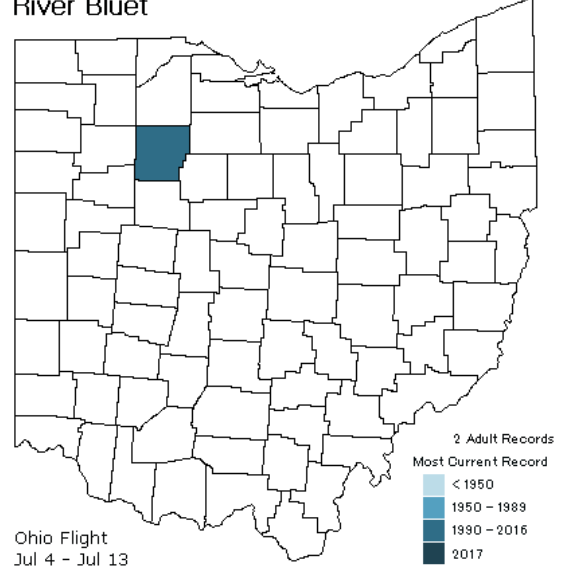 River Bluet
2 Adult Records
Most Current Record
< 1950
1950 - 1989
1990 - 2016
2017
Ohio Flight
Jul 4 - Jul 13